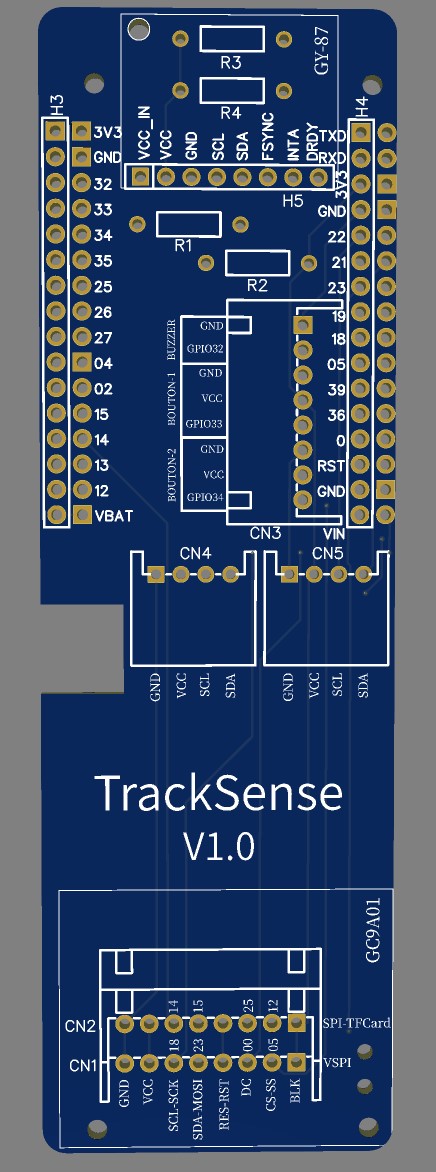 GY-87
R3
R4
H3
VCC_IN
VCC
GND
SCL
SDA
FSYNC
INTA
DRDY
H4
H5
3V3
GND
32
33
34
35
25
26
27
04
02
15
14
13
12
VBAT
TXD
RXD
3V3
GND
22
21
23
19
18
05
39
36
0
RST
GND
VIN
R1
R2
BUZZER
GND
GPIO32
BOUTON-1
GND
VCC
GPIO33
BOUTON-2
GND
VCC
GPIO34
CN3
CN4
CN5
GND VCC SCL SDA
GND VCC SCL SDA
TrackSense
V1.0
GC9A01
14 15 25 12
CN2
SPI-TFCard
18 23 00 05
CN1
VSPI
GND
VCC
SCL-SCK
SDA-MOSI
RES-RST
DC
CS-SS
BLK